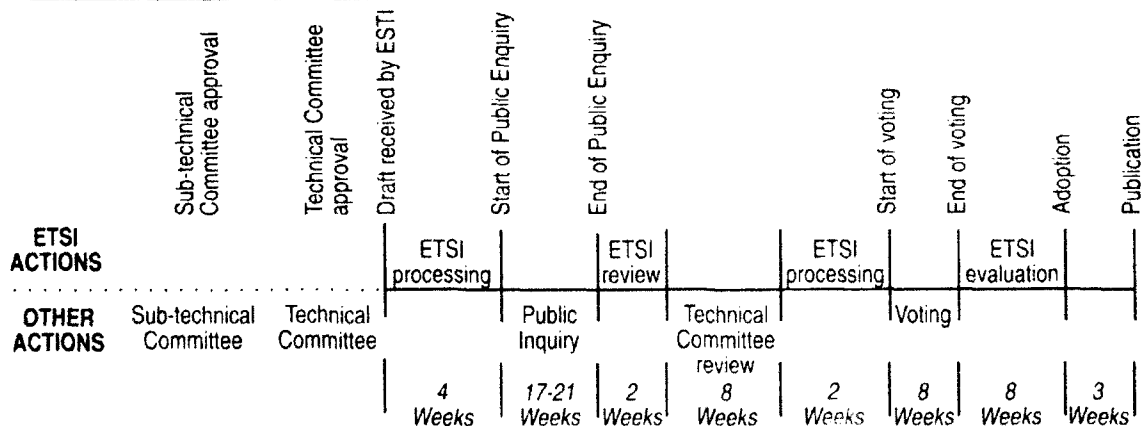 Sub-technical
Committee approval
Technical Committee
approval
Draft received by ESTI
Start of Public Enquiry
End of Public Enquiry
Start of voting
End of voting
Adoption
Publication
ETSI
ACTIONS
ETSI
processing
ETSI
review
ETSI
processing
ETSI
evaluation
OTHER
ACTIONS
Sub-technical
Committee
Technical
Committee
Public
Inquiry
Technical
Committee
review
Voting
4
Weeks
17-21
Weeks
2
Weeks
8
Weeks
2
Weeks
8
Weeks
8
Weeks
3
Weeks